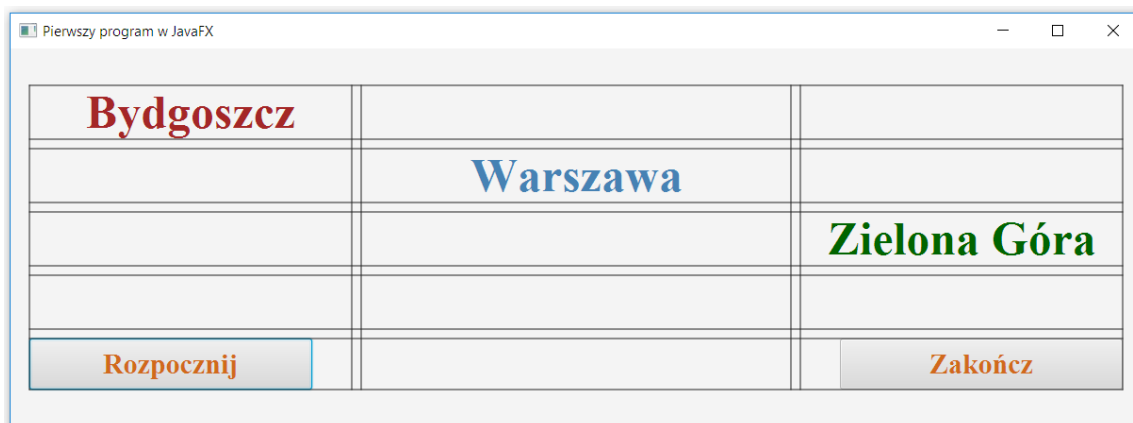 Pierwszy program w JavaFX
Bydgoszcz
Warszawa
Zielona Góra
Rozpocznij
Zakończ